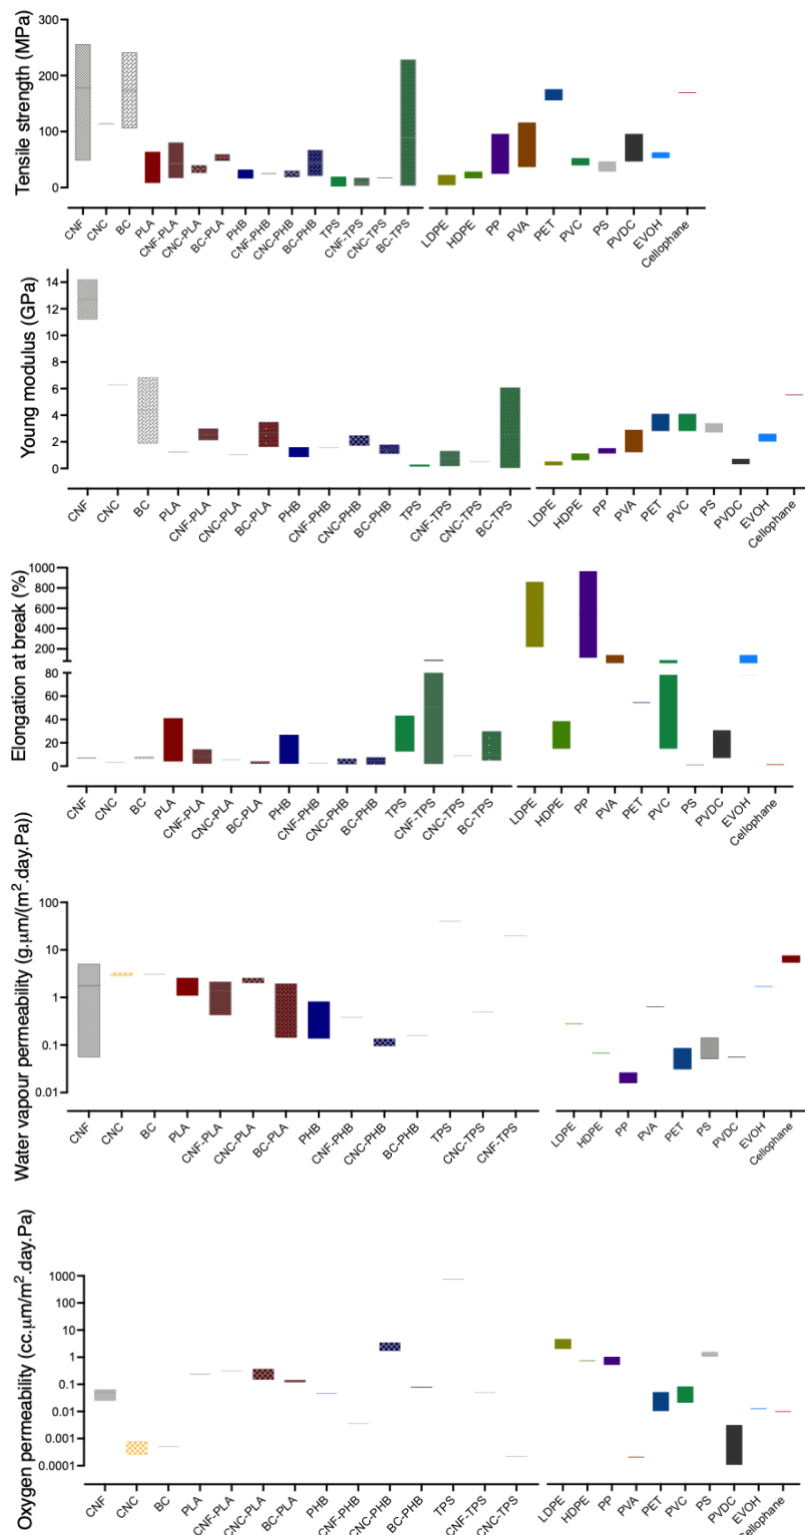 Tensile strength (MPa)
300
200
100
0
CNF
CNC
BC
PLA
CNF-PLA
CNC-PLA
BC-PLA
PHB
CNF-PHB
CNC-PHB
BC-PHB
TPS
CNF-TPS
CNC-TPS
BC-TPS
LDPE
HDPE
PP
PVA
PET
PVC
PS
PVDC
EVOH
Cellophane
Young modulus (GPa)
14
12
10
8
6
4
2
0
CNF
CNC
BC
PLA
CNF-PLA
CNC-PLA
BC-PLA
PHB
CNF-PHB
CNC-PHB
BC-PHB
TPS
CNF-TPS
CNC-TPS
BC-TPS
LDPE
HDPE
PP
PVA
PET
PVC
PS
PVDC
EVOH
Cellophane
Elongation at break (%)
1000
800
600
400
200
80
60
40
20
0
CNF
CNC
BC
PLA
CNF-PLA
CNC-PLA
BC-PLA
PHB
CNF-PHB
CNC-PHB
BC-PHB
TPS
CNF-TPS
CNC-TPS
BC-TPS
LDPE
HDPE
PP
PVA
PET
PVC
PS
PVDC
EVOH
Cellophane
Water vapour permeability (g.µm/(m².day.Pa))
100
10
1
0.1
0.01
CNF
CNC
BC
PLA
CNF-PLA
CNC-PLA
BC-PLA
PHB
CNF-PHB
CNC-PHB
BC-PHB
TPS
CNC-TPS
CNF-TPS
LDPE
HDPE
PP
PVA
PET
PS
PVDC
EVOH
Cellophane
Oxygen permeability (cc.µm/m².day.Pa)
1000
100
10
1
0.1
0.01
0.001
0.0001
CNF
CNC
BC
PLA
CNF-PLA
CNC-PLA
BC-PLA
PHB
CNF-PHB
CNC-PHB
BC-PHB
TPS
CNF-TPS
CNC-TPS
LDPE
HDPE
PP
PVA
PET
PVC
PS
PVDC
EVOH
Cellophane